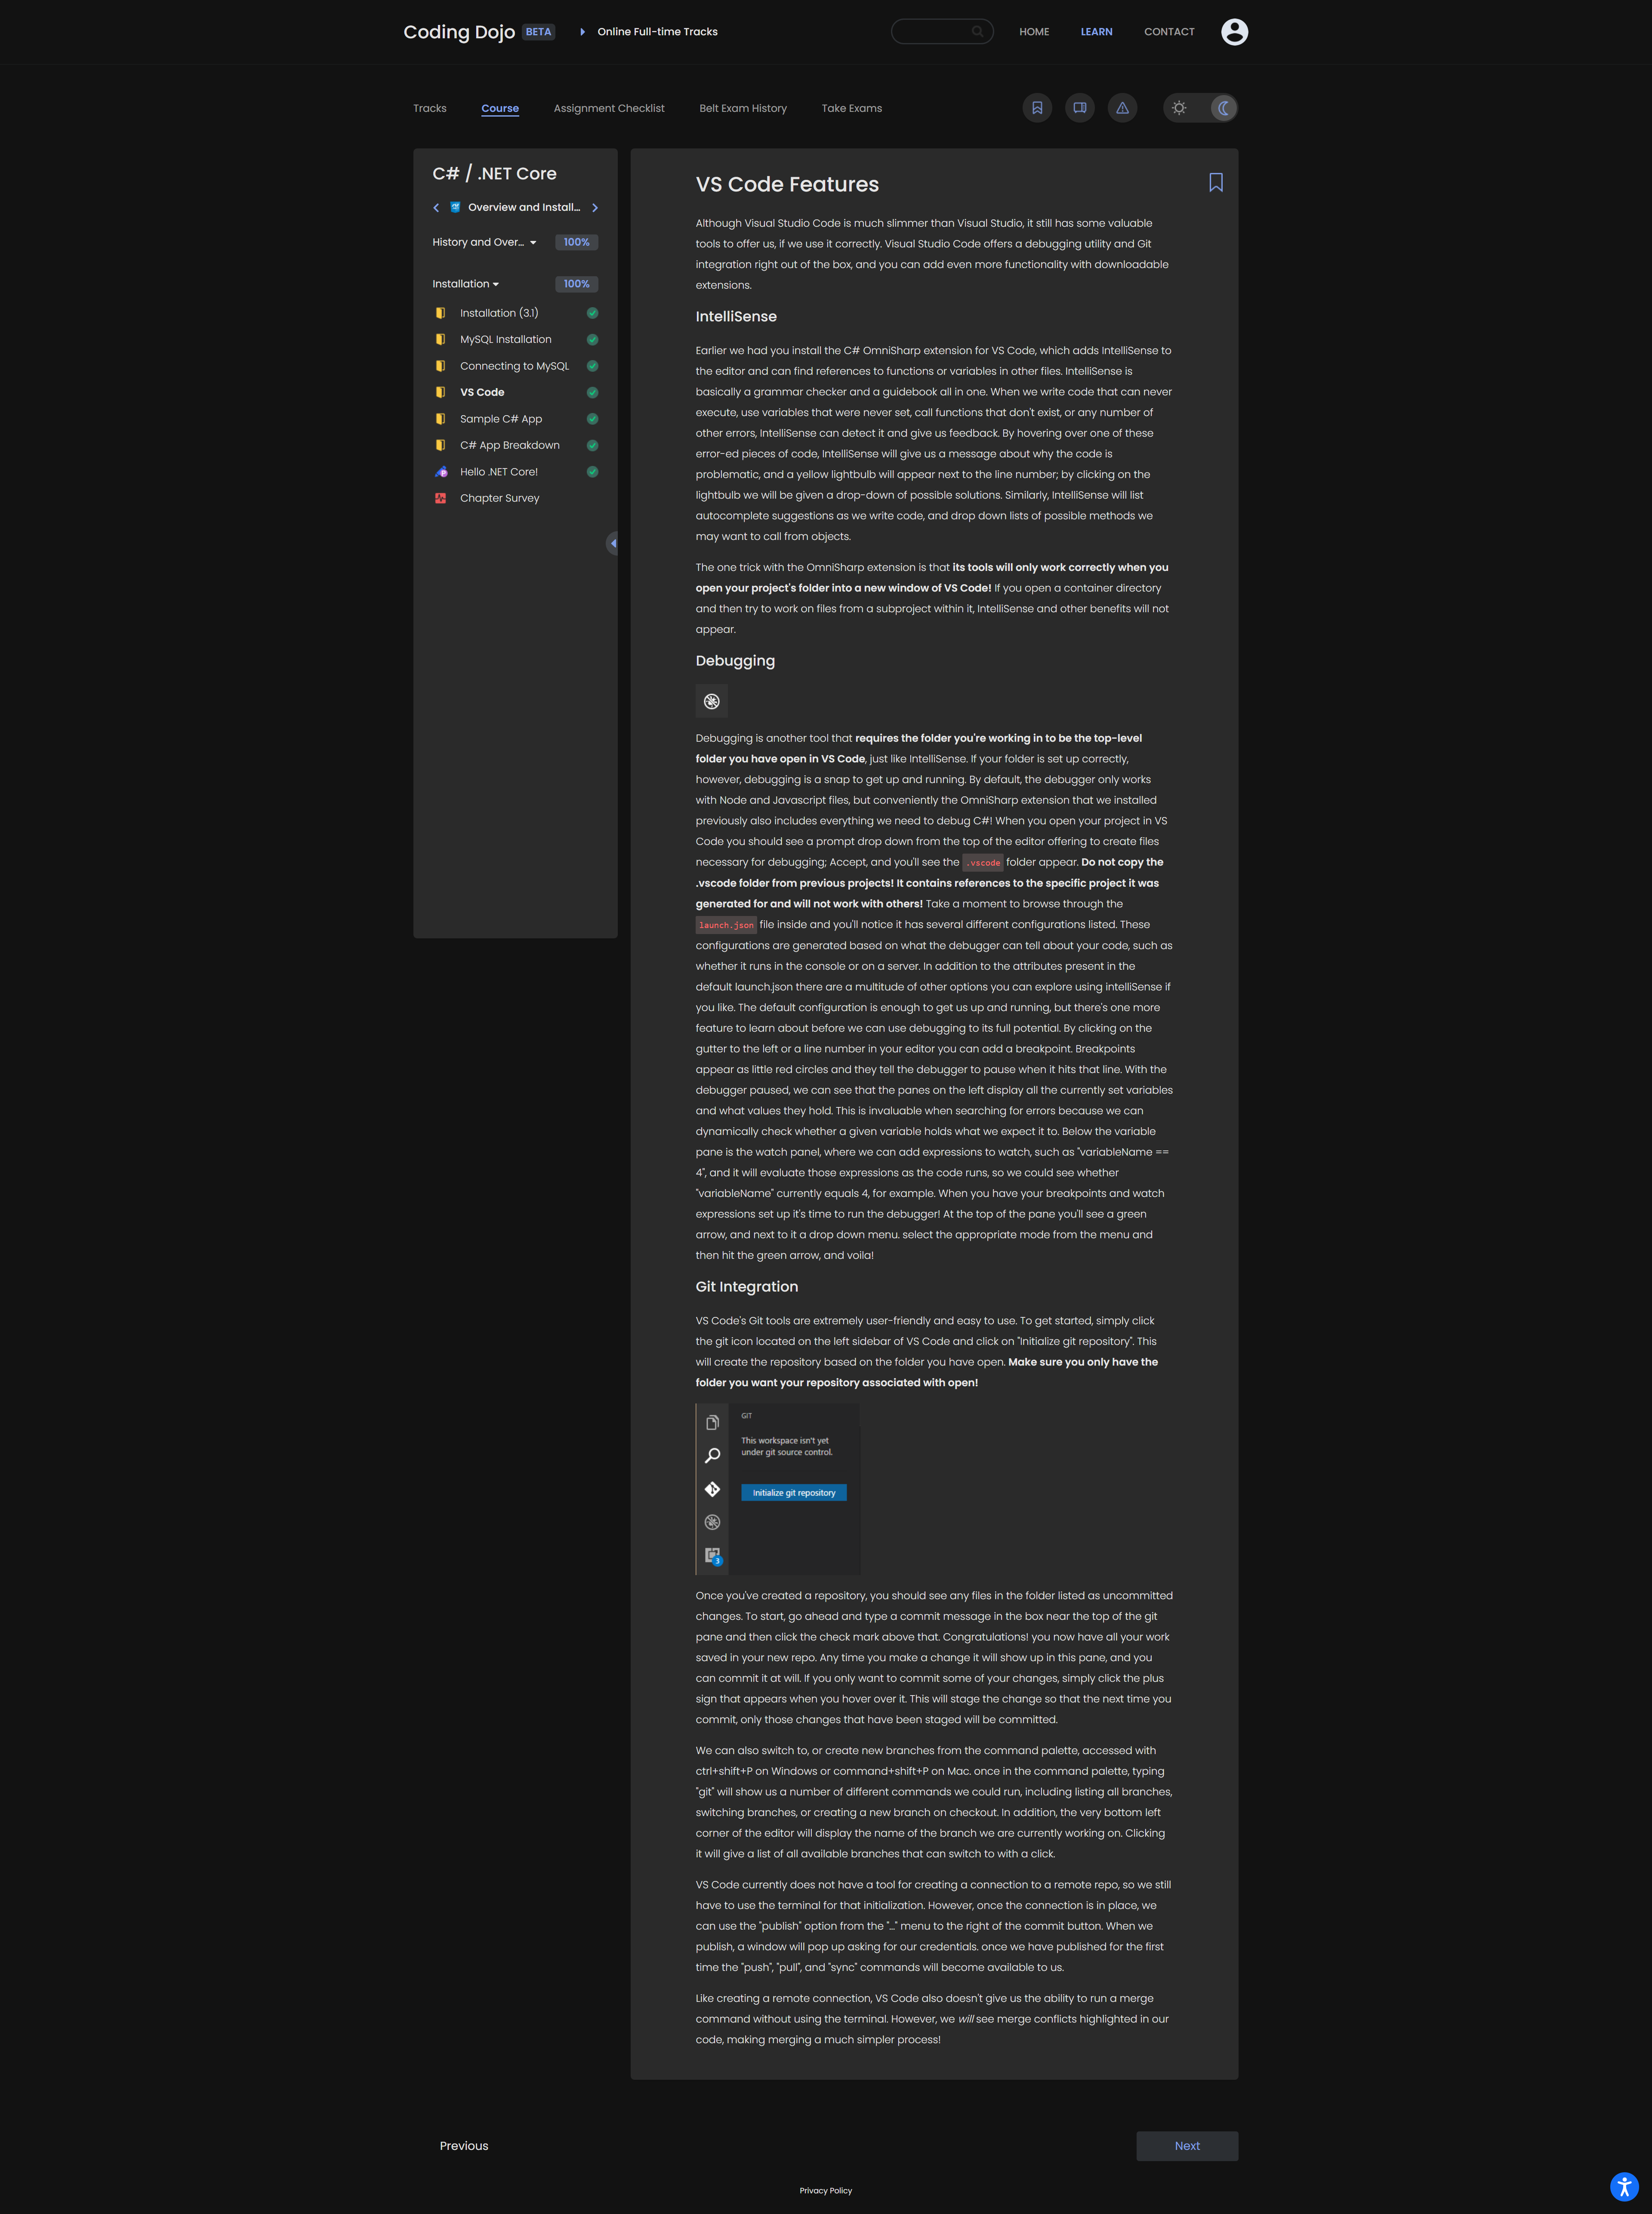 Coding Dojo BETA
Online Full-time Tracks
HOME
LEARN
CONTACT
Tracks
Course
Assignment Checklist
Belt Exam History
Take Exams
C# / .NET Core
Overview and Install...
History and Over... 100%
Installation 100%
Installation (3.1)
MySQL Installation
Connecting to MySQL
VS Code
Sample C# App
C# App Breakdown
Hello .NET Core!
Chapter Survey
VS Code Features
Although Visual Studio Code is much slimmer than Visual Studio, it still has some valuable
tools to offer us, if we use it correctly. Visual Studio Code offers a debugging utility and Git
integration right out of the box, and you can add even more functionality with downloadable
extensions.
IntelliSense
Earlier we had you install the C# OmniSharp extension for VS Code, which adds IntelliSense to
the editor and can find references to functions or variables in other files. IntelliSense is
basically a grammar checker and a guidebook all in one. When we write code that can never
execute, use variables that were never set, call functions that don't exist, or any number of
other errors, IntelliSense can detect it and give us feedback. By hovering over one of these
error-ed pieces of code, IntelliSense will give us a message about why the code is
problematic, and a yellow lightbulb will appear next to the line number; by clicking on the
lightbulb we will be given a drop-down of possible solutions. Similarly, IntelliSense will list
autocomplete suggestions as we write code, and drop down lists of possible methods we
may want to call from objects.
The one trick with the OmniSharp extension is that its tools will only work correctly when you
open your project's folder into a new window of VS Code! If you open a container directory
and then try to work on files from a subproject within it, IntelliSense and other benefits will not
appear.
Debugging
Debugging is another tool that requires the folder you're working in to be the top-level
folder you have open in VS Code, just like IntelliSense. If your folder is set up correctly,
however, debugging is a snap to get up and running. By default, the debugger only works
with Node and Javascript files, but conveniently the OmniSharp extension that we installed
previously also includes everything we need to debug C#! When you open your project in VS
Code you should see a prompt drop down from the top of the editor offering to create files
necessary for debugging; Accept, and you'll see the .vscode folder appear. Do not copy the
.vscode folder from previous projects! It contains references to the specific project it was
generated for and will not work with others! Take a moment to browse through the
launch.json file inside and you'll notice it has several different configurations listed. These
configurations are generated based on what the debugger can tell about your code, such as
whether it runs in the console or on a server. In addition to the attributes present in the
default launch.json there are a multitude of other options you can explore using intelliSense if
you like. The default configuration is enough to get us up and running, but there's one more
feature to learn about before we can use debugging to its full potential. By clicking on the
gutter to the left or a line number in your editor you can add a breakpoint. Breakpoints
appear as little red circles and they tell the debugger to pause when it hits that line. With the
debugger paused, we can see that the panes on the left display all the currently set variables
and what values they hold. This is invaluable when searching for errors because we can
dynamically check whether a given variable holds what we expect it to. Below the variable
pane is the watch panel, where we can add expressions to watch, such as "variableName ==
4", and it will evaluate those expressions as the code runs, so we could see whether
"variableName" currently equals 4, for example. When you have your breakpoints and watch
expressions set up it's time to run the debugger! At the top of the pane you'll see a green
arrow, and next to it a drop down menu. select the appropriate mode from the menu and
then hit the green arrow, and voila!
Git Integration
VS Code's Git tools are extremely user-friendly and easy to use. To get started, simply click
the git icon located on the left sidebar of VS Code and click on "Initialize git repository". This
will create the repository based on the folder you have open. Make sure you only have the
folder you want your repository associated with open!
GIT
This workspace isn't yet
under git source control.
Initialize git repository
3
Once you've created a repository, you should see any files in the folder listed as uncommitted
changes. To start, go ahead and type a commit message in the box near the top of the git
pane and then click the check mark above that. Congratulations! you now have all your work
saved in your new repo. Any time you make a change it will show up in this pane, and you
can commit it at will. If you only want to commit some of your changes, simply click the plus
sign that appears when you hover over it. This will stage the change so that the next time you
commit, only those changes that have been staged will be committed.
We can also switch to, or create new branches from the command palette, accessed with
ctrl+shift+P on Windows or command+shift+P on Mac. once in the command palette, typing
"git" will show us a number of different commands we could run, including listing all branches,
switching branches, or creating a new branch on checkout. In addition, the very bottom left
corner of the editor will display the name of the branch we are currently working on. Clicking
it will give a list of all available branches that can switch to with a click.
VS Code currently does not have a tool for creating a connection to a remote repo, so we still
have to use the terminal for that initialization. However, once the connection is in place, we
can use the "publish" option from the "..." menu to the right of the commit button. When we
publish, a window will pop up asking for our credentials. once we have published for the first
time the "push", "pull", and "sync" commands will become available to us.
Like creating a remote connection, VS Code also doesn't give us the ability to run a merge
command without using the terminal. However, we will see merge conflicts highlighted in our
code, making merging a much simpler process!
Previous
Next
Privacy Policy